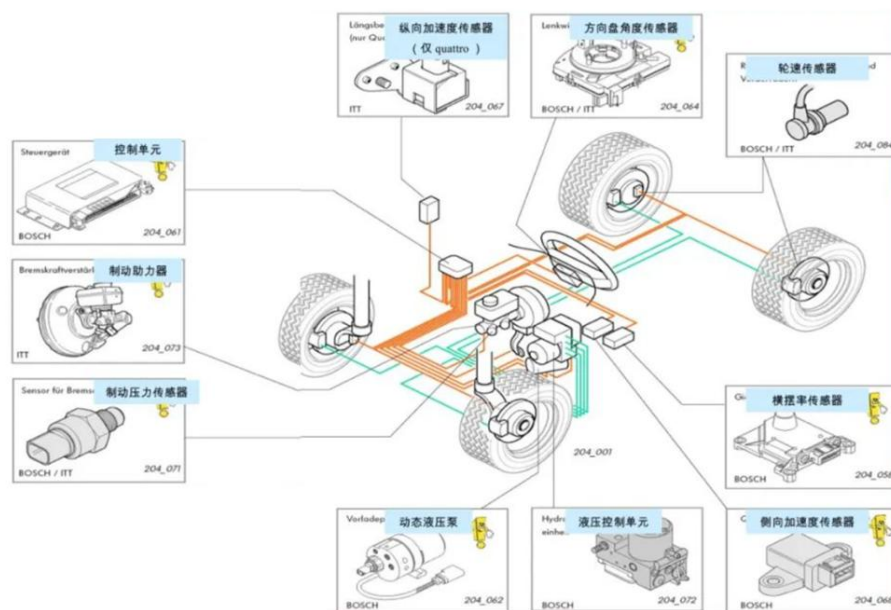 Längsbe
纵向加速度传感器
(nur Qua
（仅 quattro ）
ITT
204_067
Lenkwi
方向盘角度传感器
BOSCH / ITT
204_064
轮速传感器
BOSCH / ITT
204_084
Steuergerät
控制单元
BOSCH
204_061
Bremskraftverstärk
制动助力器
ITT
204_073
Sensor für Bremsd
制动压力传感器
BOSCH / ITT
204_071
204_001
横摆率传感器
BOSCH
Vorladep
动态液压泵
BOSCH
204_062
Hydr
液压控制单元
einhe
BOSCH
204_072
侧向加速度传感器
BOSCH